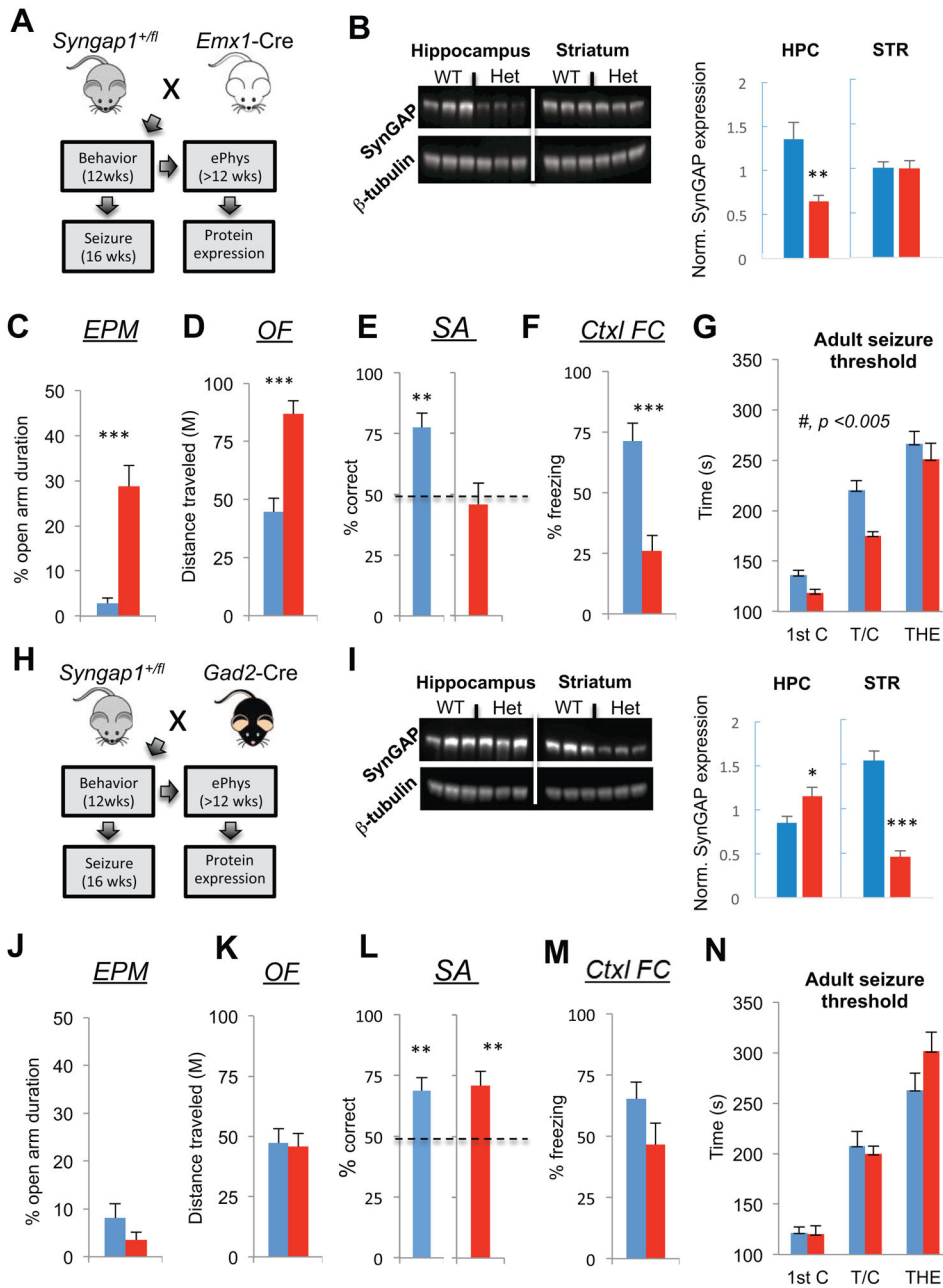 A
Syngap1+/fl
Emx1-Cre
X
Behavior
(12wks)
ePhys
(>12 wks)
Seizure
(16 wks)
Protein
expression
B
Hippocampus
Striatum
WT
Het
WT
Het
SynGAP
β-tubulin
HPC
STR
Norm. SynGAP expression
2
1.5
1
0.5
0
**
C
EPM
% open arm duration
50
40
30
20
10
0
***
D
OF
Distance traveled (M)
100
75
50
25
0
***
E
SA
% correct
100
75
50
25
0
**
F
Ctxl FC
% freezing
100
75
50
25
0
***
G
Adult seizure
threshold
#, p <0.005
Time (s)
350
300
250
200
150
100
1st C
T/C
THE
H
Syngap1+/fl
Gad2-Cre
X
Behavior
(12wks)
ePhys
(>12 wks)
Seizure
(16 wks)
Protein
expression
I
Hippocampus
Striatum
WT
Het
WT
Het
SynGAP
β-tubulin
HPC
STR
Norm. SynGAP expression
2
1.5
1
0.5
0
*
***
J
EPM
% open arm duration
50
40
30
20
10
0
K
OF
Distance traveled (M)
100
75
50
25
0
L
SA
% correct
100
75
50
25
0
**
**
M
Ctxl FC
% freezing
100
75
50
25
0
N
Adult seizure
threshold
Time (s)
350
300
250
200
150
100
1st C
T/C
THE